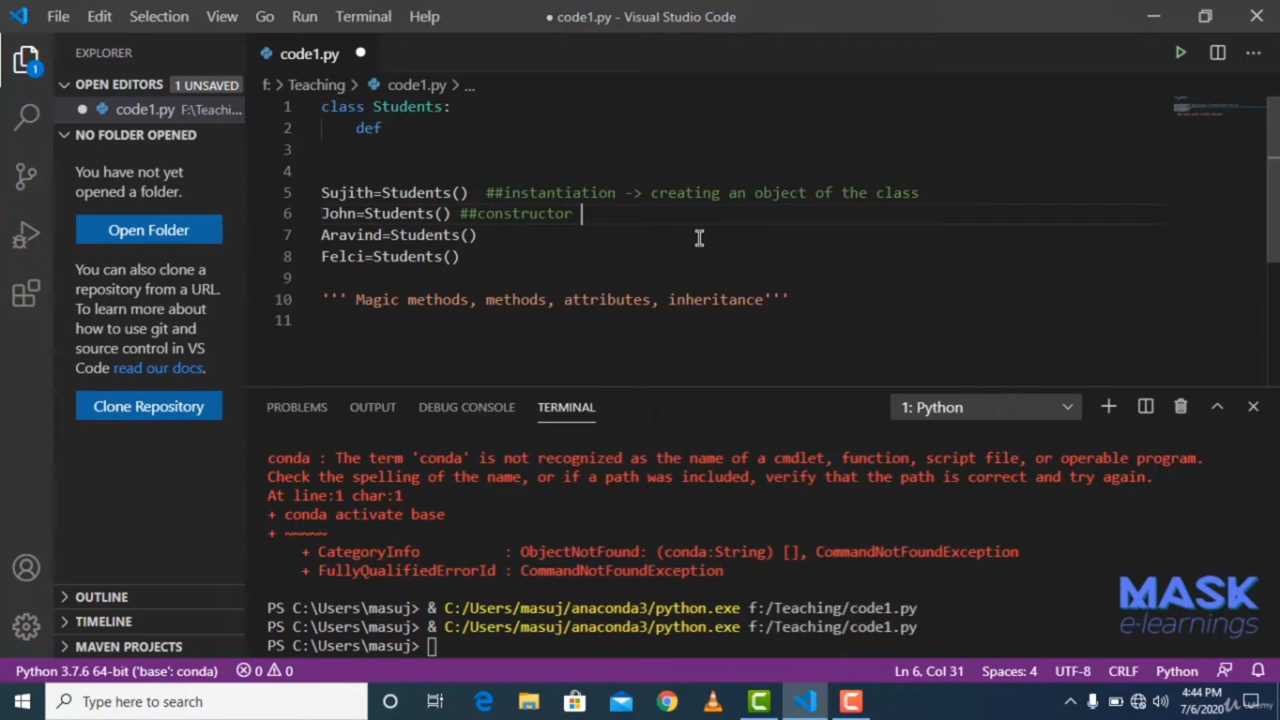 File Edit Selection View Go Run Terminal Help
● code1.py - Visual Studio Code
EXPLORER
OPEN EDITORS 1 UNSAVED
code1.py F:\Teachi...
NO FOLDER OPENED
You have not yet
opened a folder.
Open Folder
You can also clone a
repository from a URL.
To learn more about
how to use git and
source control in VS
Code read our docs.
Clone Repository
OUTLINE
TIMELINE
MAVEN PROJECTS
1
code1.py
f: > Teaching > code1.py > ...
1 class Students:
2 def
3
4
5 Sujith=Students() ##instantiation -> creating an object of the class
6 John=Students() ##constructor
7 Aravind=Students()
8 Felci=Students()
9
10 ''' Magic methods, methods, attributes, inheritance'''
11
PROBLEMS OUTPUT DEBUG CONSOLE TERMINAL 1: Python
conda : The term 'conda' is not recognized as the name of a cmdlet, function, script file, or operable program.
Check the spelling of the name, or if a path was included, verify that the path is correct and try again.
At line:1 char:1
+ conda activate base
+ ~~~~~
+ CategoryInfo : ObjectNotFound: (conda:String) [], CommandNotFoundException
+ FullyQualifiedErrorId : CommandNotFoundException
PS C:\Users\masuj> & C:/Users/masuj/anaconda3/python.exe f:/Teaching/code1.py
PS C:\Users\masuj> & C:/Users/masuj/anaconda3/python.exe f:/Teaching/code1.py
PS C:\Users\masuj>
MASK
e-learnings
Python 3.7.6 64-bit ('base': conda) 0 0 Ln 6, Col 31 Spaces: 4 UTF-8 CRLF Python
Type here to search
4:44 PM
7/6/2020
Udemy